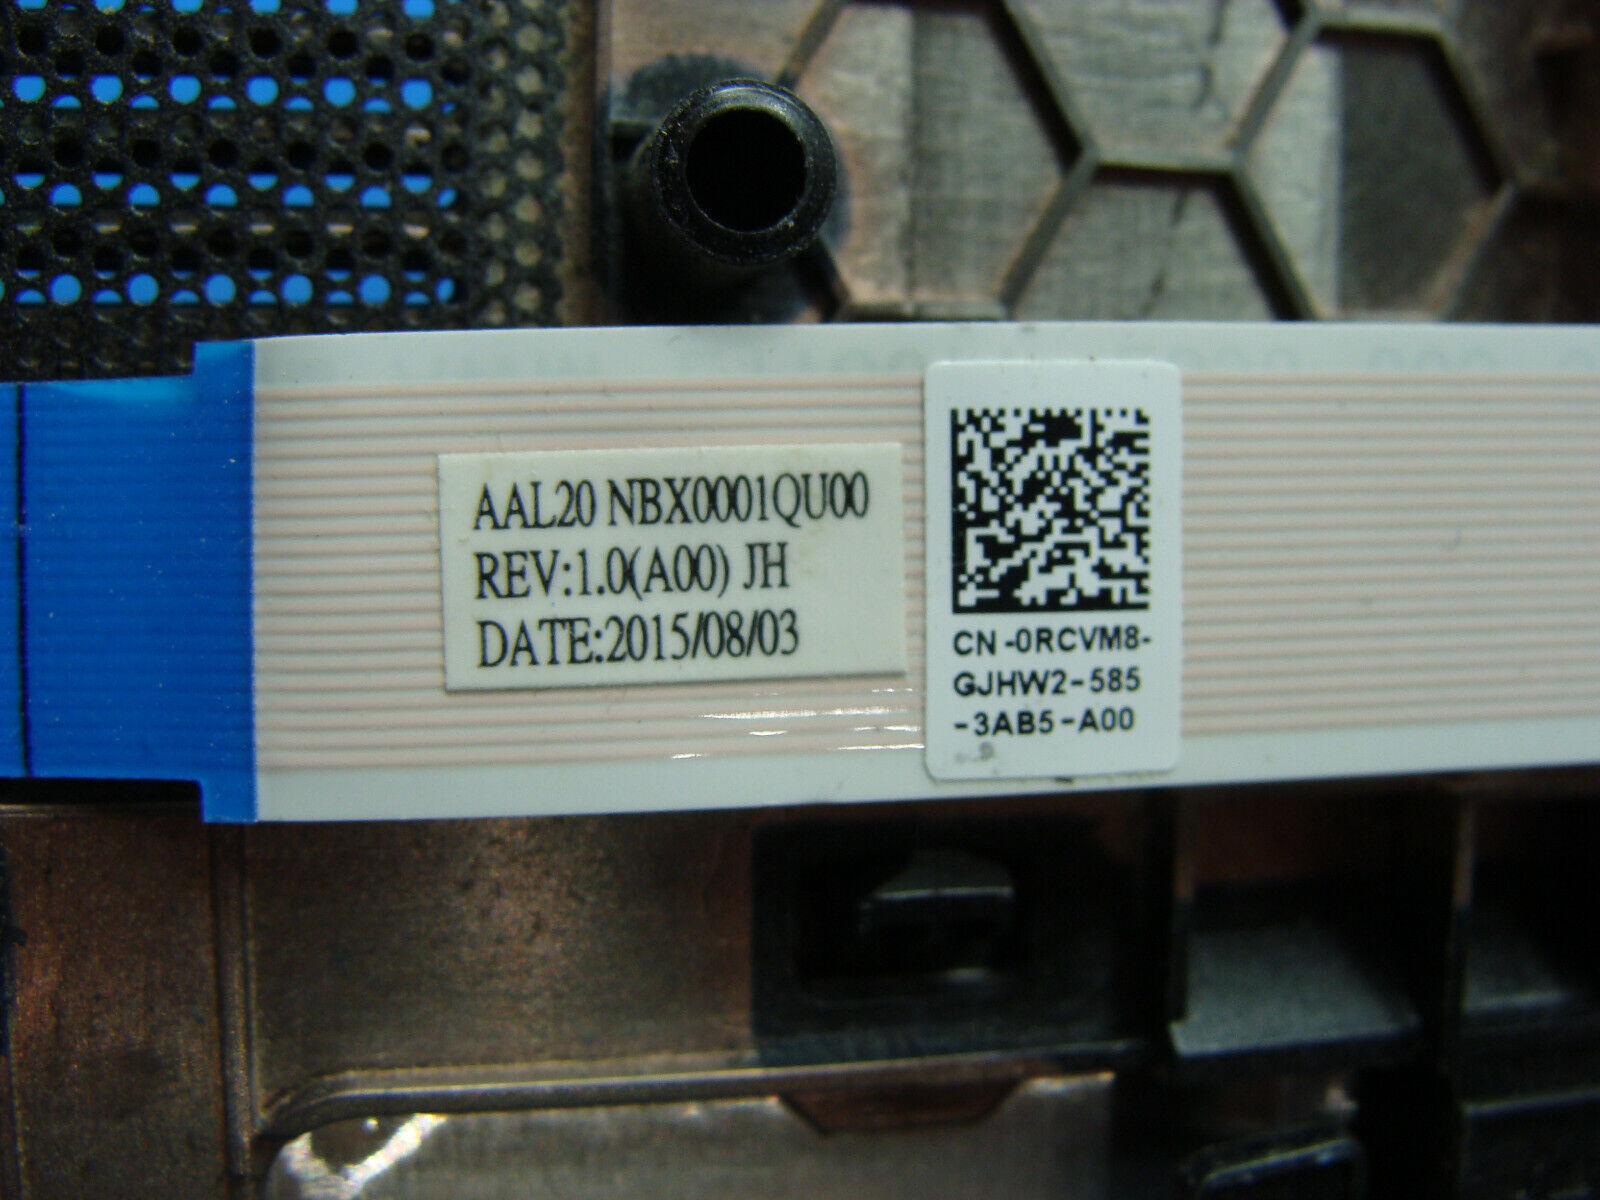 AAL20 NBX0001QU00
REV:1.0(A00) JH
DATE:2015/08/03
CN-0RCVM8-
GJHW2-585
-3AB5-A00